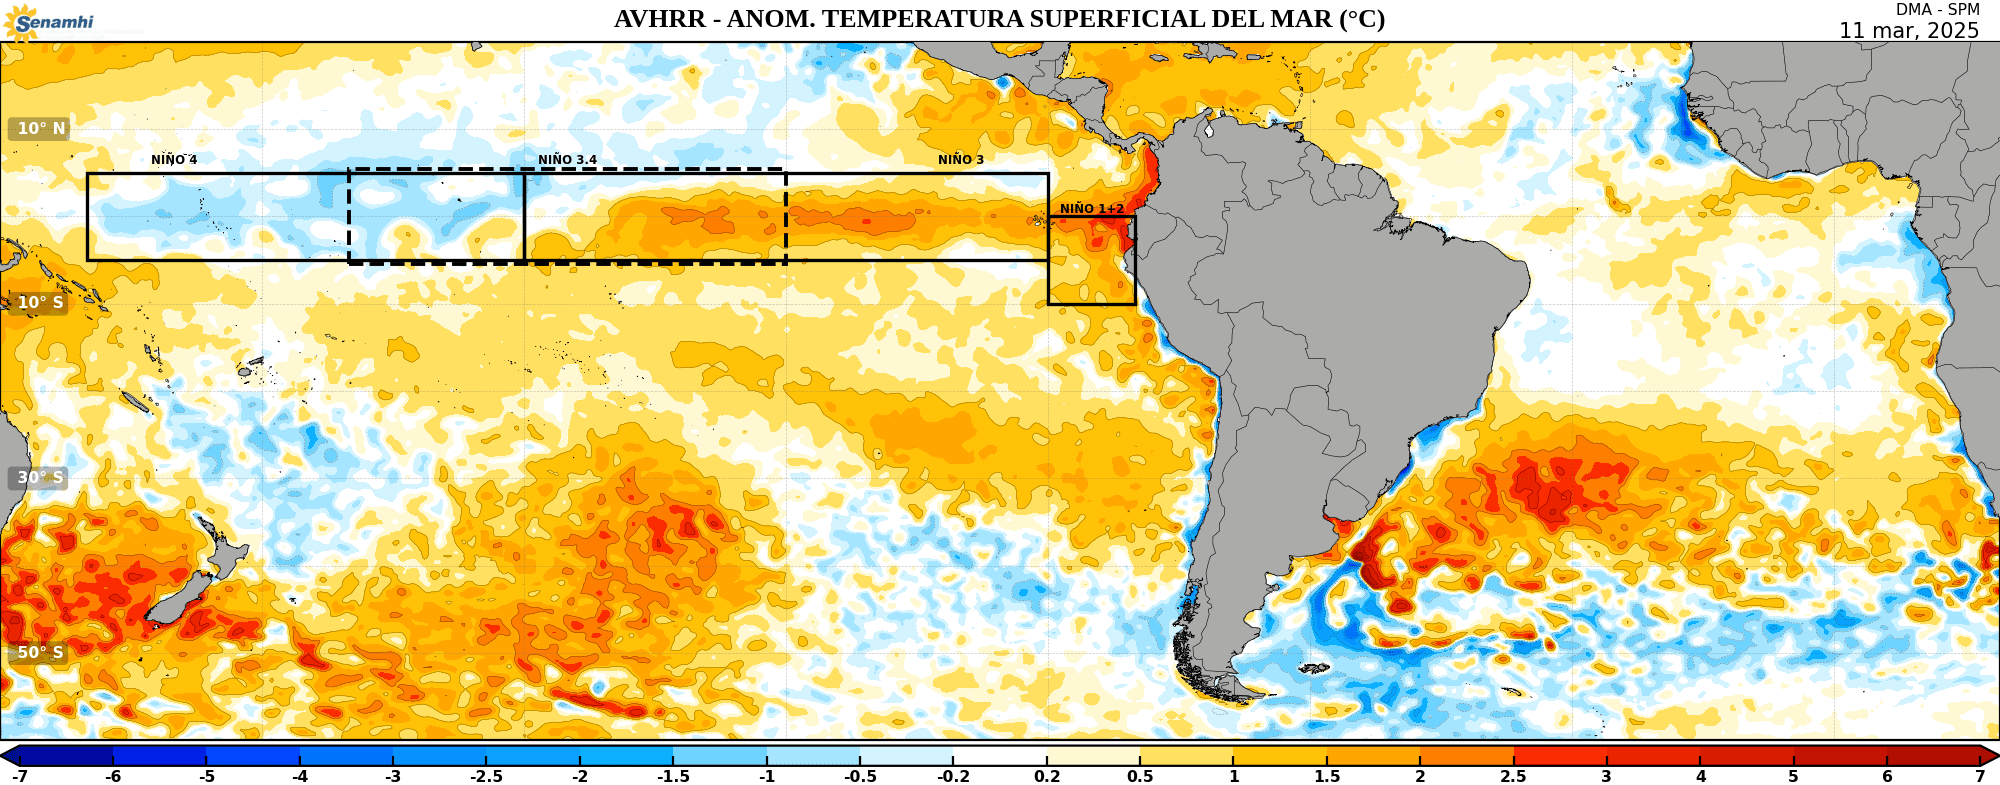 Senamhi
AVHRR - ANOM. TEMPERATURA SUPERFICIAL DEL MAR (°C)
DMA - SPM
11 mar, 2025
10° N
NIÑO 4
NIÑO 3.4
NIÑO 3
NIÑO 1+2
10° S
30° S
50° S
-7 -6 -5 -4 -3 -2.5 -2 -1.5 -1 -0.5 -0.2 0.2 0.5 1 1.5 2 2.5 3 4 5 6 7